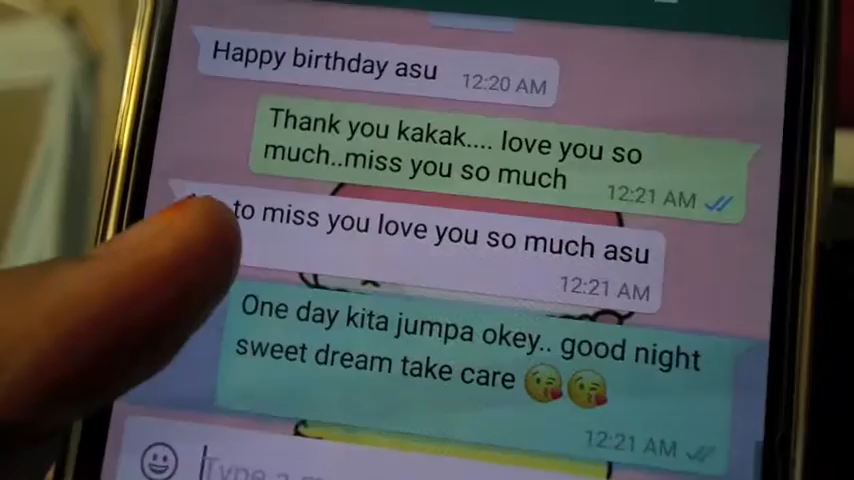 Happy birthday asu
12:20 AM
Thank you kakak.... love you so
much..miss you so much
12:21 AM
to miss you love you so much asu
12:21 AM
One day kita jumpa okey.. good night
sweet dream take care 😘😘
12:21 AM
Type a